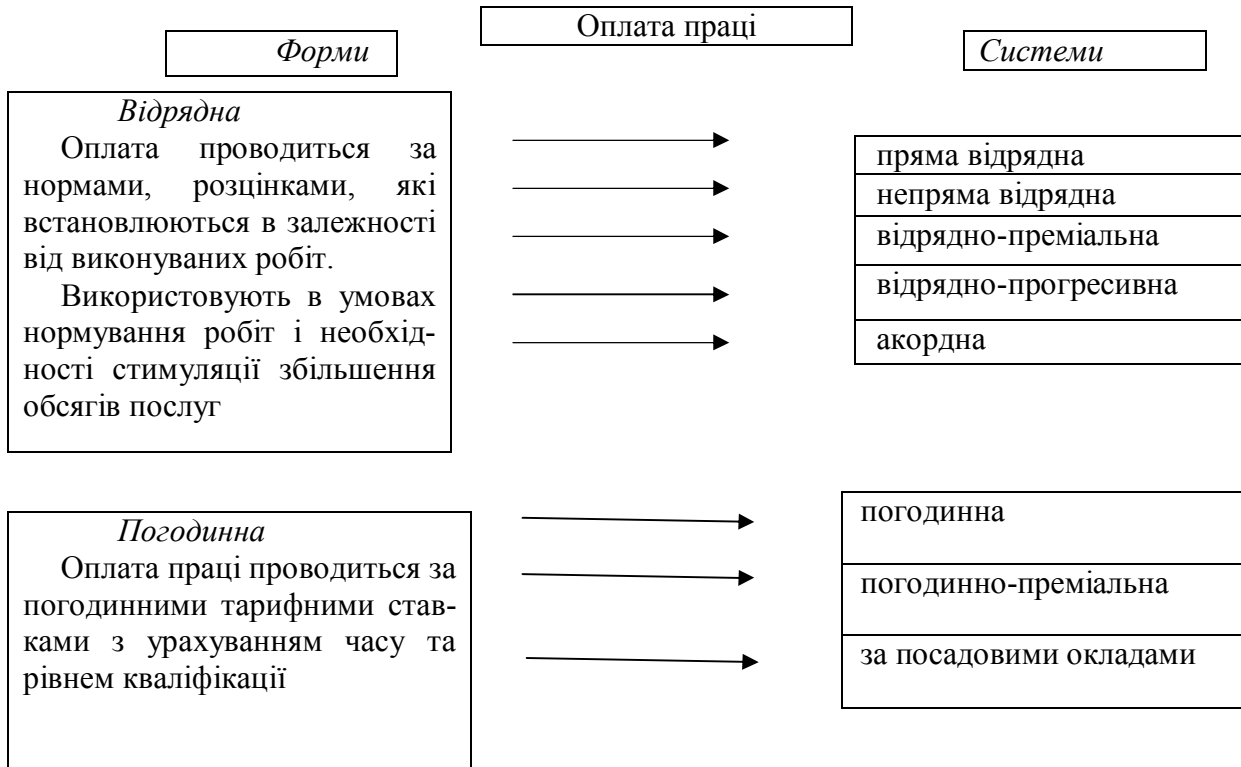 Оплата праці
Форми
Системи
Відрядна
Оплата проводиться за
нормами, розцінками, які
встановлюються в залежності
від виконуваних робіт.
Використовують в умовах
нормування робіт і необхід-
ності стимуляції збільшення
обсягів послуг
пряма відрядна
непряма відрядна
відрядно-преміальна
відрядно-прогресивна
акордна
Погодинна
Оплата праці проводиться за
погодинними тарифними став-
ками з урахуванням часу та
рівнем кваліфікації
погодинна
погодинно-преміальна
за посадовими окладами